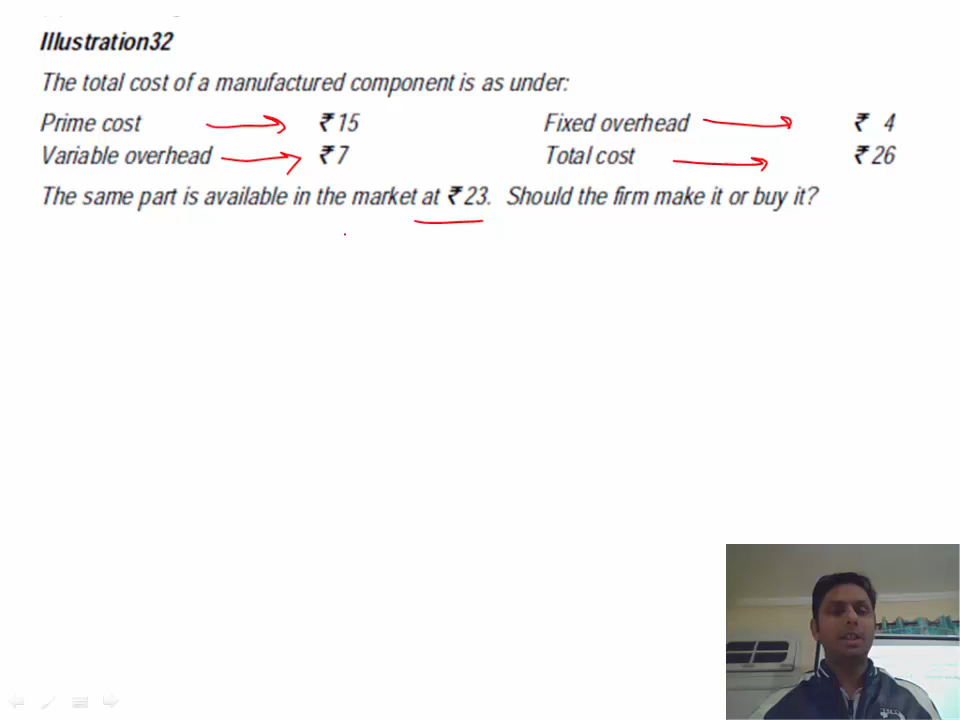 Illustration32
The total cost of a manufactured component is as under:
Prime cost ₹ 15 Fixed overhead ₹ 4
Variable overhead ₹ 7 Total cost ₹ 26
The same part is available in the market at ₹ 23. Should the firm make it or buy it?